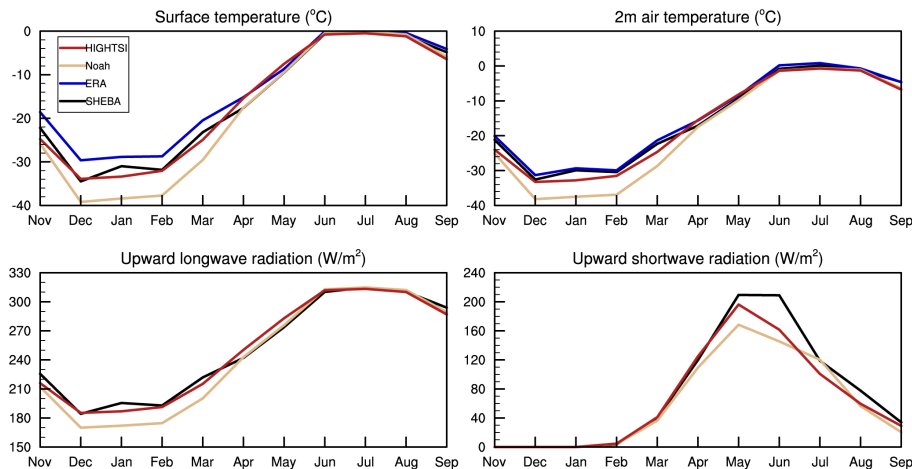 Surface temperature (°C)
0
-10
-20
-30
-40
HIGHTSI
Noah
ERA
SHEBA
Nov Dec Jan Feb Mar Apr May Jun Jul Aug Sep
2m air temperature (°C)
10
0
-10
-20
-30
-40
Nov Dec Jan Feb Mar Apr May Jun Jul Aug Sep
Upward longwave radiation (W/m²)
330
300
270
240
210
180
150
Nov Dec Jan Feb Mar Apr May Jun Jul Aug Sep
Upward shortwave radiation (W/m²)
240
200
160
120
80
40
0
Nov Dec Jan Feb Mar Apr May Jun Jul Aug Sep